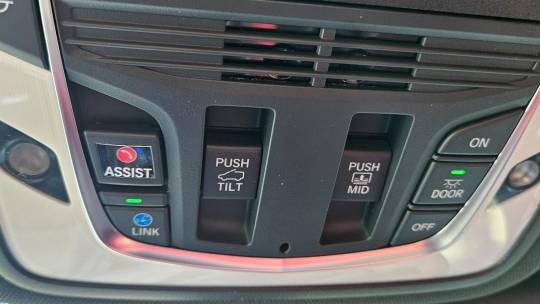 ASSIST
LINK
PUSH
TILT
PUSH
MID
ON
DOOR
OFF